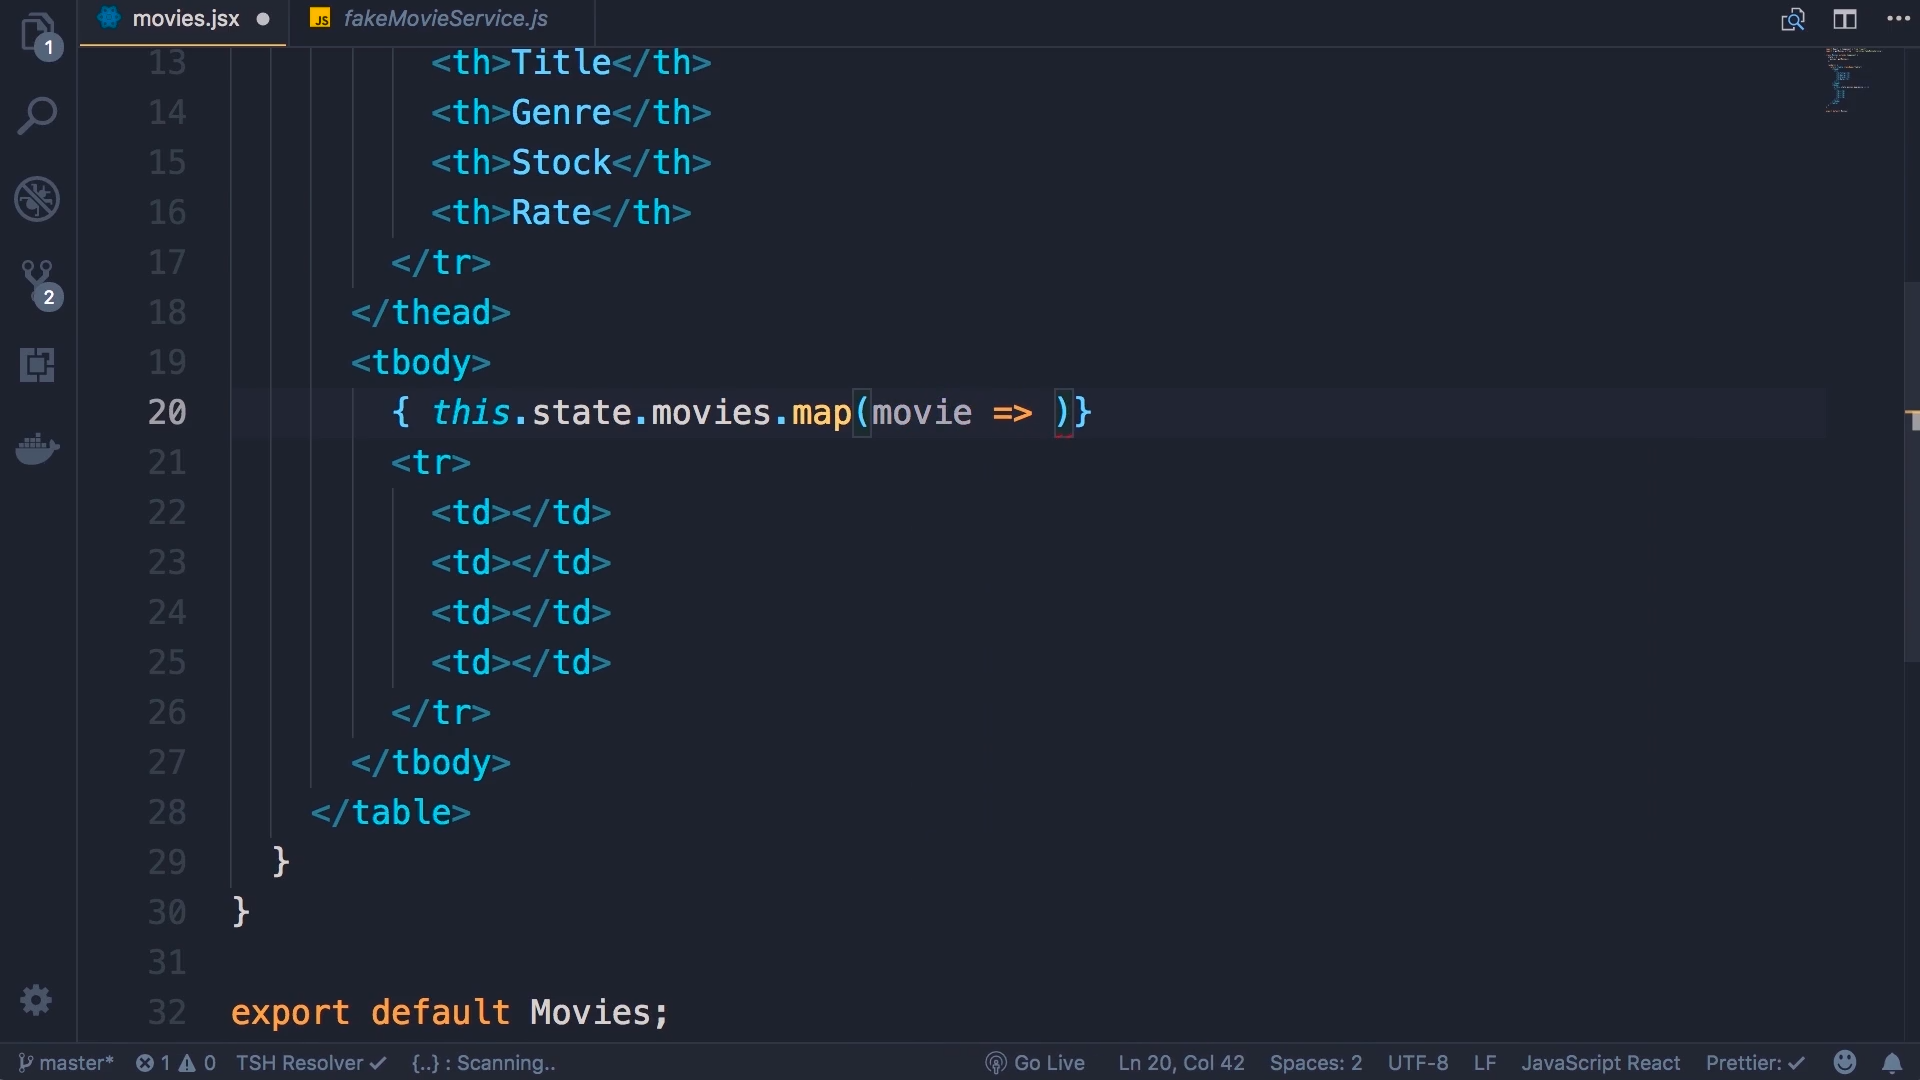 movies.jsx
JS fakeMovieService.js
1
2
13 <th>Title</th>
14 <th>Genre</th>
15 <th>Stock</th>
16 <th>Rate</th>
17 </tr>
18 </thead>
19 <tbody>
20 { this.state.movies.map(movie => )}
21 <tr>
22 <td></td>
23 <td></td>
24 <td></td>
25 <td></td>
26 </tr>
27 </tbody>
28 </table>
29 }
30 }
31
32 export default Movies;
master* 1 0 TSH Resolver {..} : Scanning.. Go Live Ln 20, Col 42 Spaces: 2 UTF-8 LF JavaScript React Prettier: